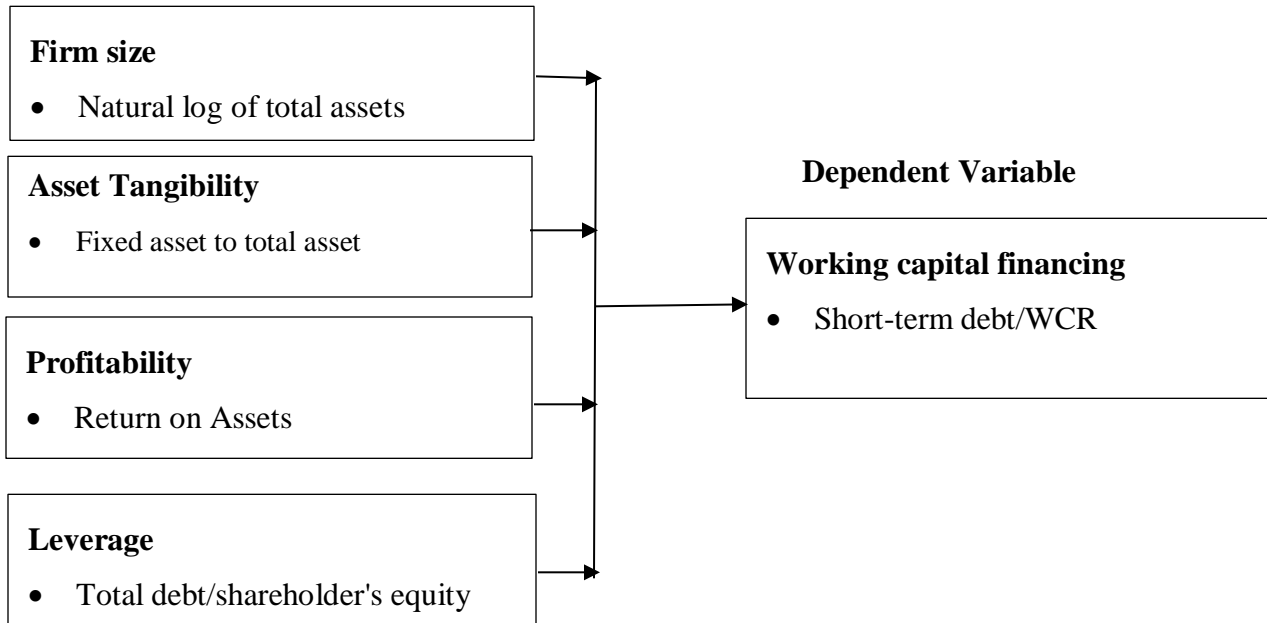 Firm size
• Natural log of total assets
Asset Tangibility
• Fixed asset to total asset
Profitability
• Return on Assets
Leverage
• Total debt/shareholder's equity
Dependent Variable
Working capital financing
• Short-term debt/WCR